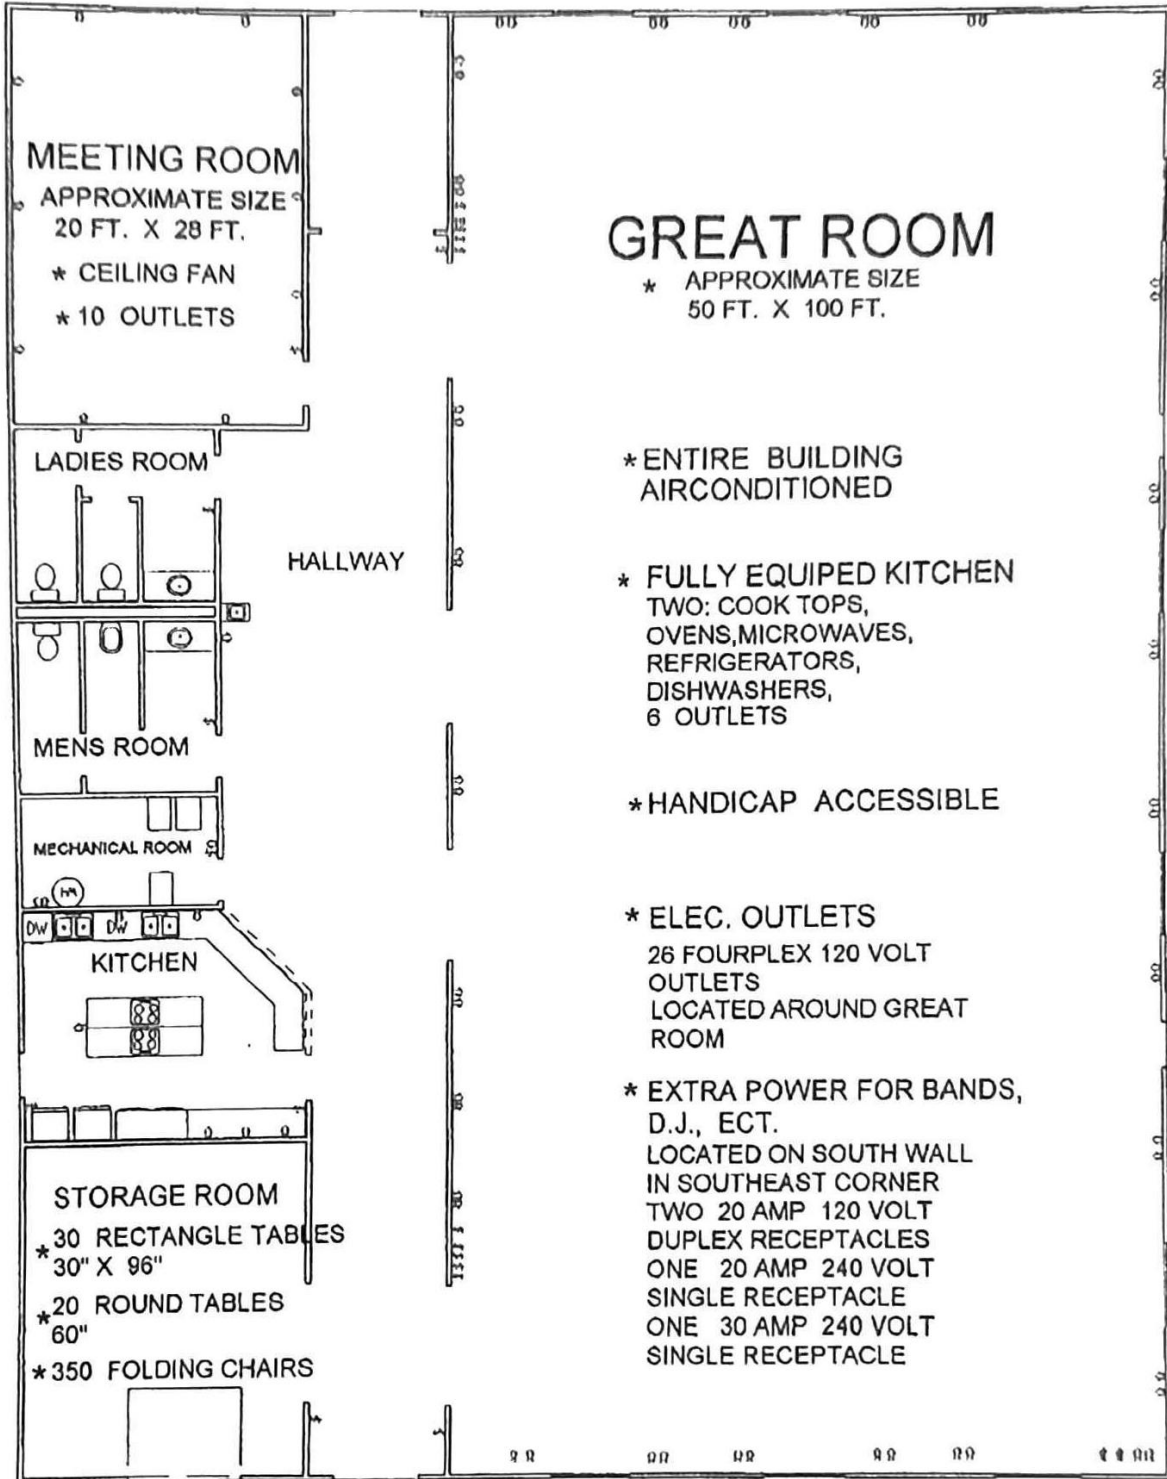 MEETING ROOM
APPROXIMATE SIZE
20 FT. X 28 FT.
* CEILING FAN
* 10 OUTLETS
GREAT ROOM
* APPROXIMATE SIZE
50 FT. X 100 FT.
LADIES ROOM
HALLWAY
MENS ROOM
MECHANICAL ROOM
DW
DW
KITCHEN
STORAGE ROOM
* 30 RECTANGLE TABLES
30" X 96"
* 20 ROUND TABLES
60"
* 350 FOLDING CHAIRS
* ENTIRE BUILDING
AIRCONDITIONED
* FULLY EQUIPED KITCHEN
TWO: COOK TOPS,
OVENS,MICROWAVES,
REFRIGERATORS,
DISHWASHERS,
6 OUTLETS
* HANDICAP ACCESSIBLE
* ELEC. OUTLETS
26 FOURPLEX 120 VOLT
OUTLETS
LOCATED AROUND GREAT
ROOM
* EXTRA POWER FOR BANDS,
D.J., ECT.
LOCATED ON SOUTH WALL
IN SOUTHEAST CORNER
TWO 20 AMP 120 VOLT
DUPLEX RECEPTACLES
ONE 20 AMP 240 VOLT
SINGLE RECEPTACLE
ONE 30 AMP 240 VOLT
SINGLE RECEPTACLE